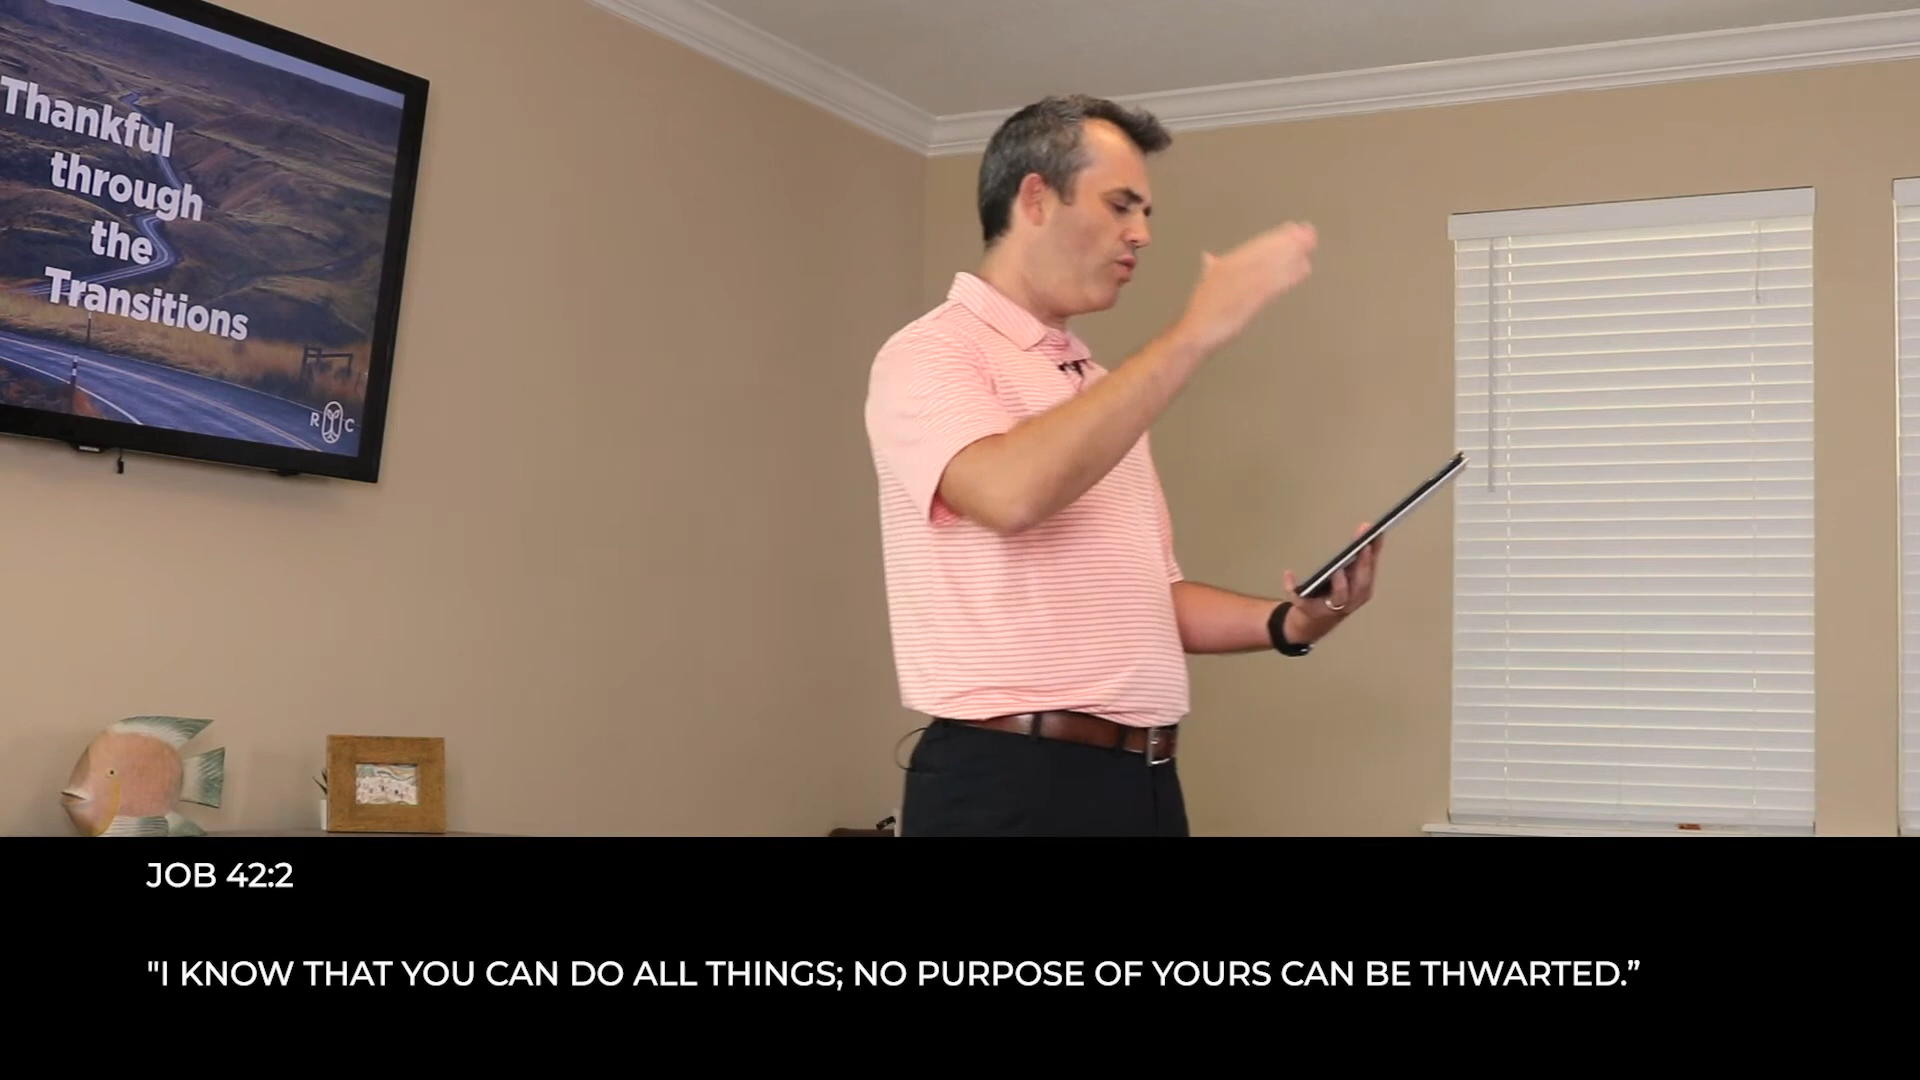 Thankful
through
the
Transitions
R C
JOB 42:2
"I KNOW THAT YOU CAN DO ALL THINGS; NO PURPOSE OF YOURS CAN BE THWARTED.”